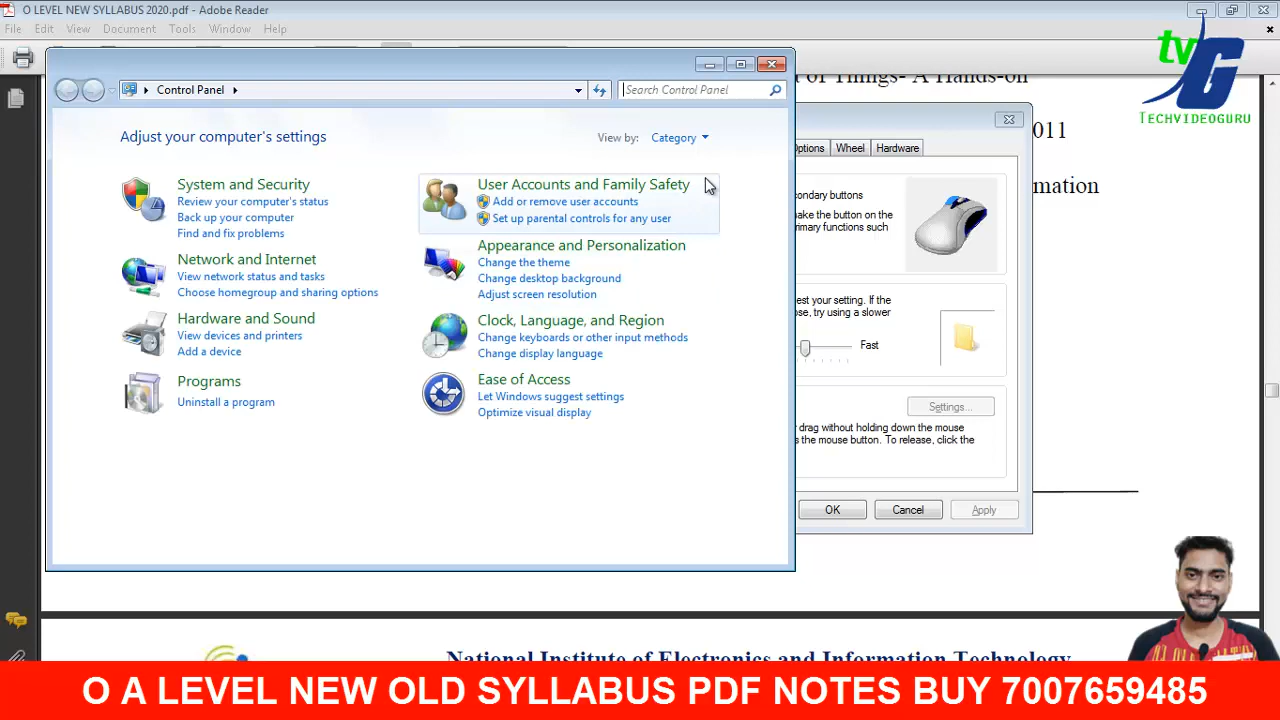 O LEVEL NEW SYLLABUS 2020.pdf - Adobe Reader
File Edit View Document Tools Window Help
tvG
TECHVIDEOGURU
of Things- A Hands-on
Control Panel
Search Control Panel
Adjust your computer's settings
View by: Category
System and Security
Review your computer's status
Back up your computer
Find and fix problems
Network and Internet
View network status and tasks
Choose homegroup and sharing options
Hardware and Sound
View devices and printers
Add a device
Programs
Uninstall a program
User Accounts and Family Safety
Add or remove user accounts
Set up parental controls for any user
Appearance and Personalization
Change the theme
Change desktop background
Adjust screen resolution
Clock, Language, and Region
Change keyboards or other input methods
Change display language
Ease of Access
Let Windows suggest settings
Optimize visual display
Options Wheel Hardware
011
mation
ondary buttons
make the button on the
rimary functions such
est your setting. If the
ose, try using a slower
Fast
Settings...
drag without holding down the mouse
s the mouse button. To release, click the
OK Cancel Apply
National Institute of Electronics and Information Technology
O A LEVEL NEW OLD SYLLABUS PDF NOTES BUY 7007659485